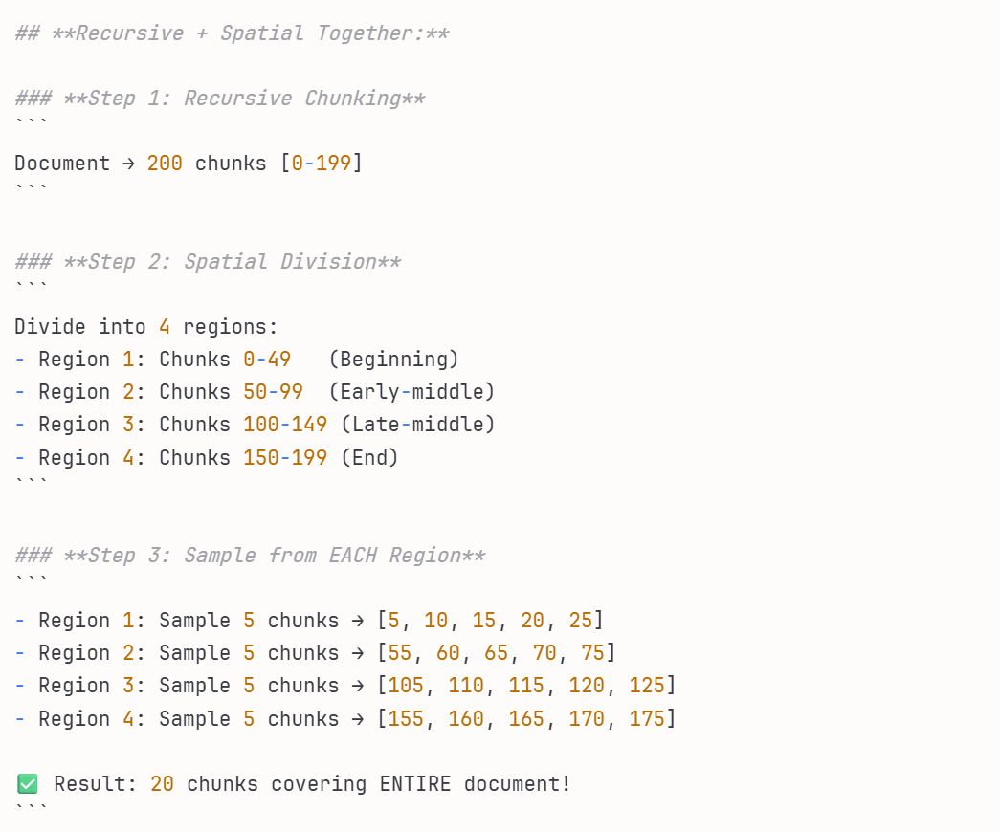 ## **Recursive + Spatial Together:**
### **Step 1: Recursive Chunking**
```
Document → 200 chunks [0-199]
```
### **Step 2: Spatial Division**
```
Divide into 4 regions:
- Region 1: Chunks 0-49   (Beginning)
- Region 2: Chunks 50-99  (Early-middle)
- Region 3: Chunks 100-149 (Late-middle)
- Region 4: Chunks 150-199 (End)
```
### **Step 3: Sample from EACH Region**
```
- Region 1: Sample 5 chunks → [5, 10, 15, 20, 25]
- Region 2: Sample 5 chunks → [55, 60, 65, 70, 75]
- Region 3: Sample 5 chunks → [105, 110, 115, 120, 125]
- Region 4: Sample 5 chunks → [155, 160, 165, 170, 175]
✅ Result: 20 chunks covering ENTIRE document!
```